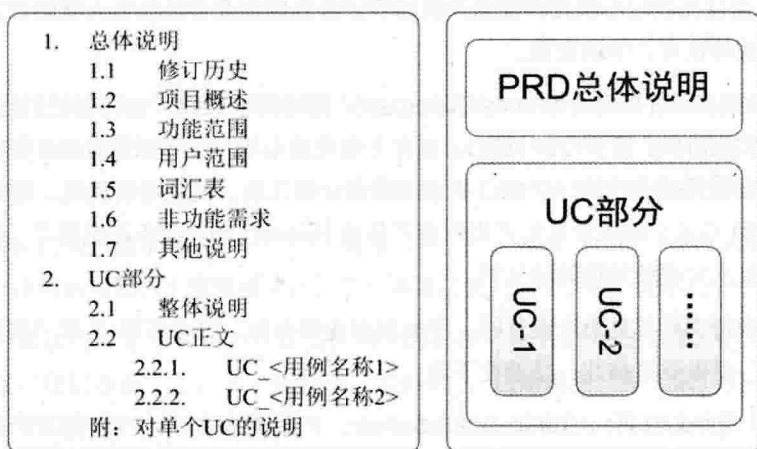 1. 总体说明
1.1 修订历史
1.2 项目概述
1.3 功能范围
1.4 用户范围
1.5 词汇表
1.6 非功能需求
1.7 其他说明
2. UC部分
2.1 整体说明
2.2 UC正文
2.2.1. UC_<用例名称1>
2.2.2. UC_<用例名称2>
附：对单个UC的说明
PRD总体说明
UC部分
UC-1
UC-2
……